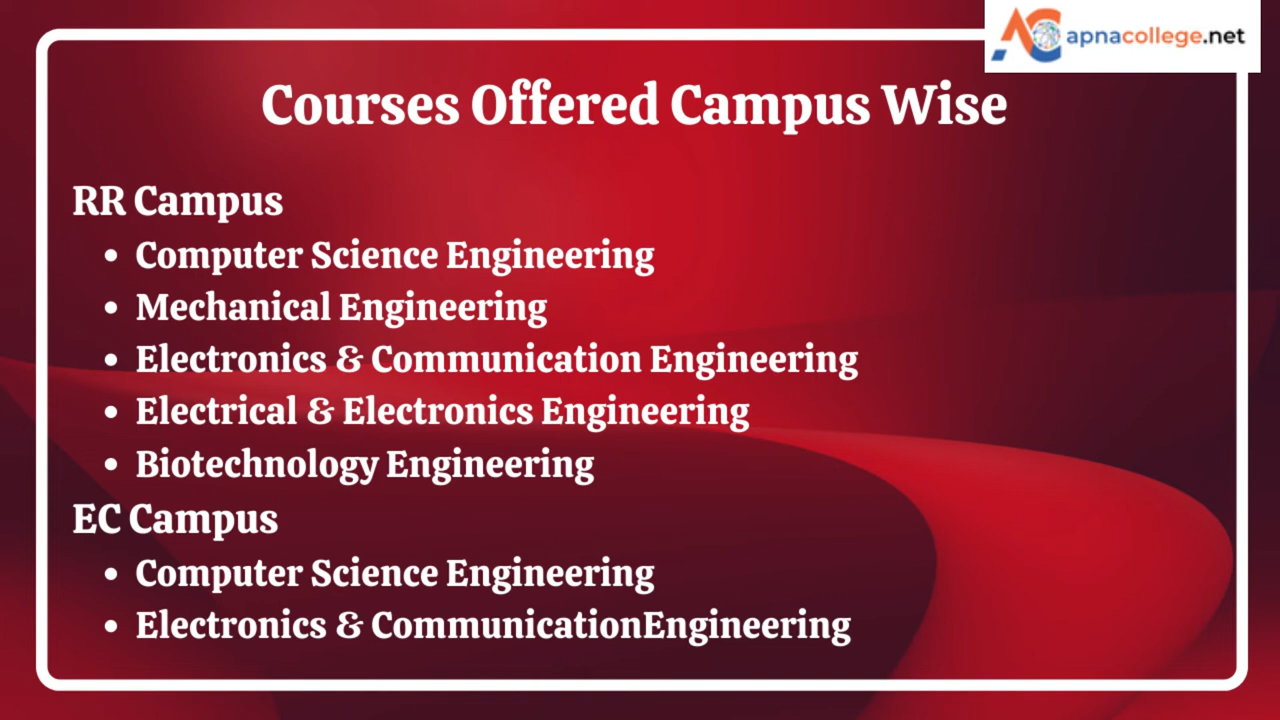 apnacollege.net
Courses Offered Campus Wise
RR Campus
• Computer Science Engineering
• Mechanical Engineering
• Electronics & Communication Engineering
• Electrical & Electronics Engineering
• Biotechnology Engineering
EC Campus
• Computer Science Engineering
• Electronics & CommunicationEngineering